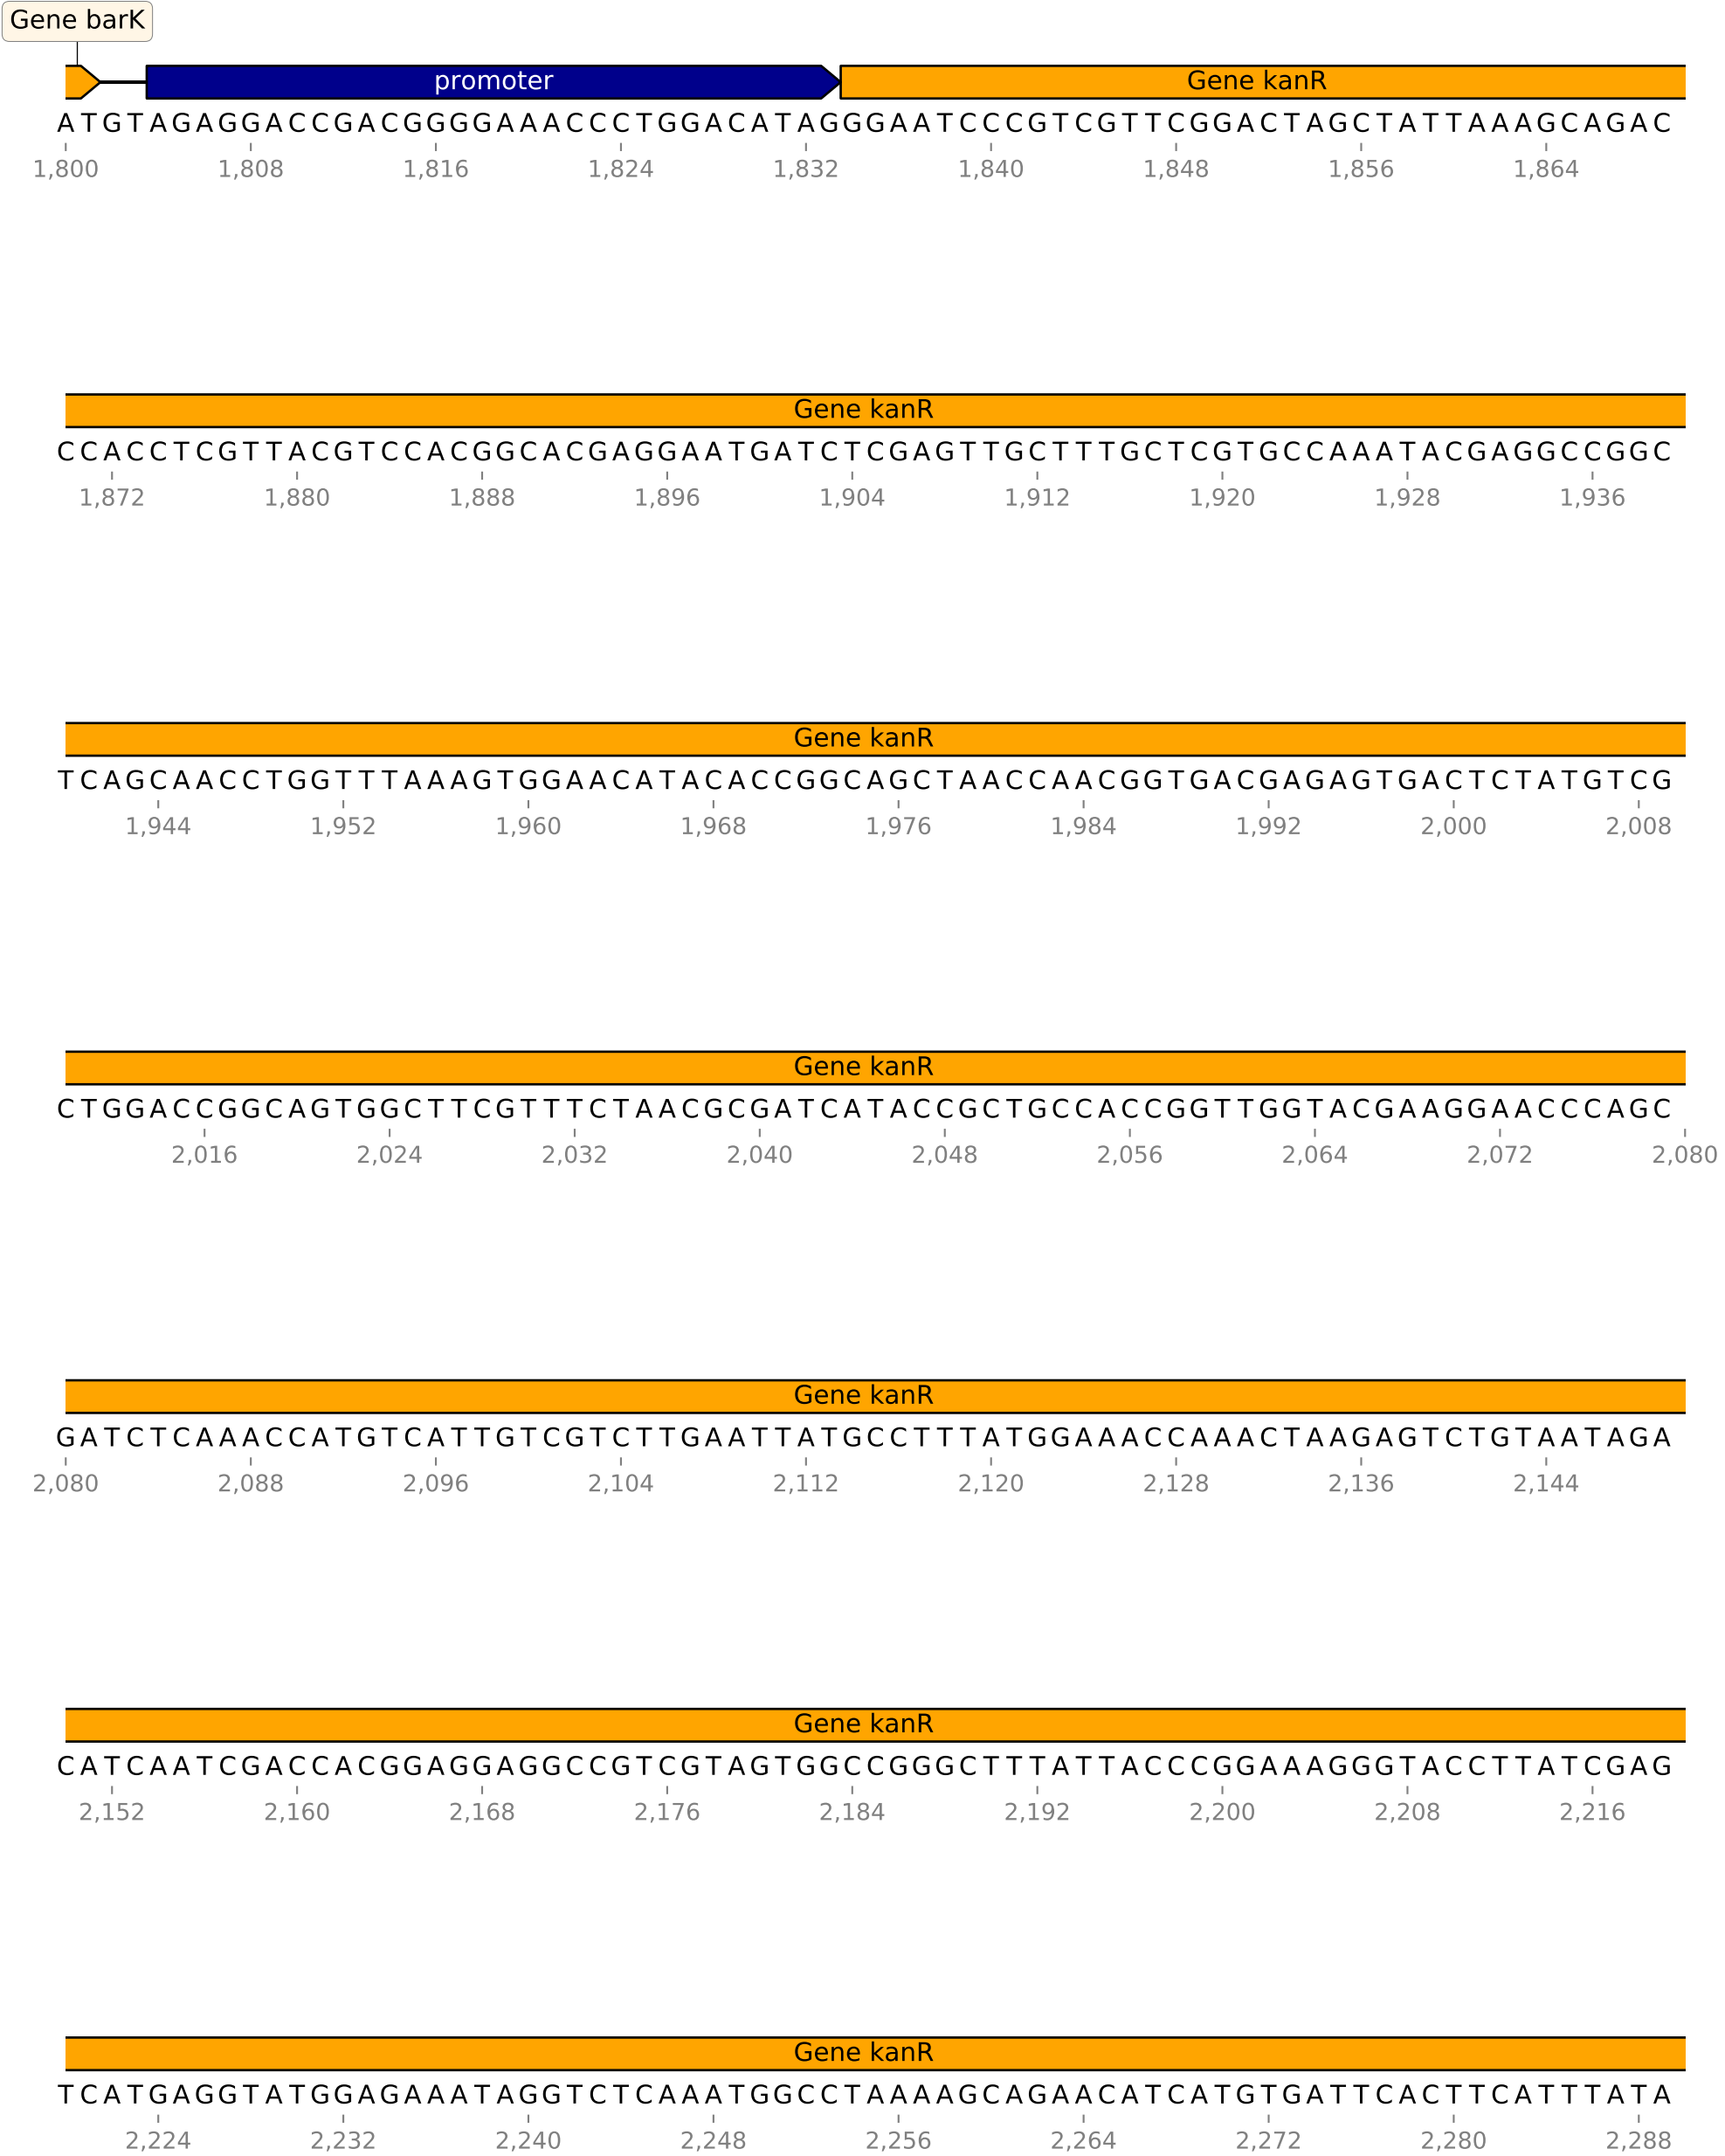 Gene barK
promoter Gene kanR
ATGTAGAGGACCGACGGGGAAACCCTGGACATAGGGAATCCCGTCGTTCGGACTAGCTATTAAAGCAGAC
1,800 1,808 1,816 1,824 1,832 1,840 1,848 1,856 1,864
Gene kanR
CCACCTCGTTACGTCCACGGCACGAGGAATGATCTCGAGTTGCTTTGCTCGTGCCAAATACGAGGCCGGC
1,872 1,880 1,888 1,896 1,904 1,912 1,920 1,928 1,936
Gene kanR
TCAGCAACCTGGTTTAAAGTGGAACATACACCGGCAGCTAACCAACGGTGACGAGAGTGACTCTATGTCG
1,944 1,952 1,960 1,968 1,976 1,984 1,992 2,000 2,008
Gene kanR
CTGGACCGGCAGTGGCTTCGTTTCTAACGCGATCATACCGCTGCCACCGGTTGGTACGAAGGAACCCAGC
2,016 2,024 2,032 2,040 2,048 2,056 2,064 2,072 2,080
Gene kanR
GATCTCAAACCATGTCATTGTCGTCTTGAATTATGCCTTTATGGAAACCAAACTAAGAGTCTGTAATAGA
2,080 2,088 2,096 2,104 2,112 2,120 2,128 2,136 2,144
Gene kanR
CATCAATCGACCACGGAGGAGGCCGTCGTAGTGGCCGGGCTTTATTACCCGGAAAGGGTACCTTATCGAG
2,152 2,160 2,168 2,176 2,184 2,192 2,200 2,208 2,216
Gene kanR
TCATGAGGTATGGAGAAATAGGTCTCAAATGGCCTAAAAGCAGAACATCATGTGATTCACTTCATTTATA
2,224 2,232 2,240 2,248 2,256 2,264 2,272 2,280 2,288